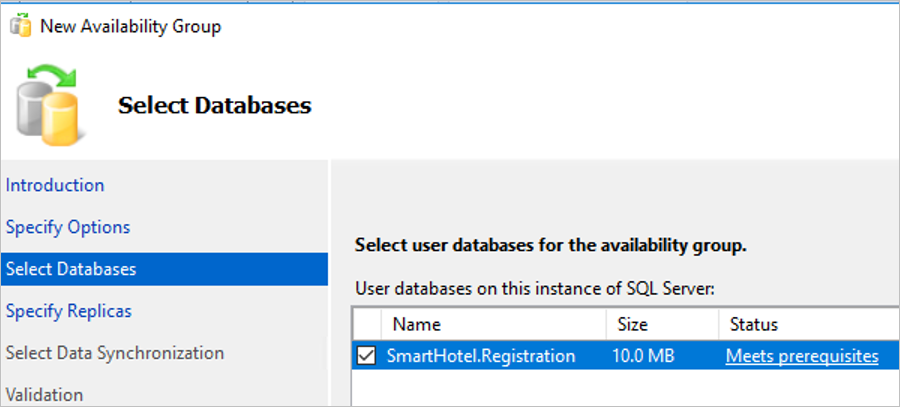 New Availability Group
Select Databases
Introduction
Specify Options
Select Databases
Specify Replicas
Select Data Synchronization
Validation
Select user databases for the availability group.
User databases on this instance of SQL Server:
Name Size Status
SmartHotel.Registration 10.0 MB Meets prerequisites